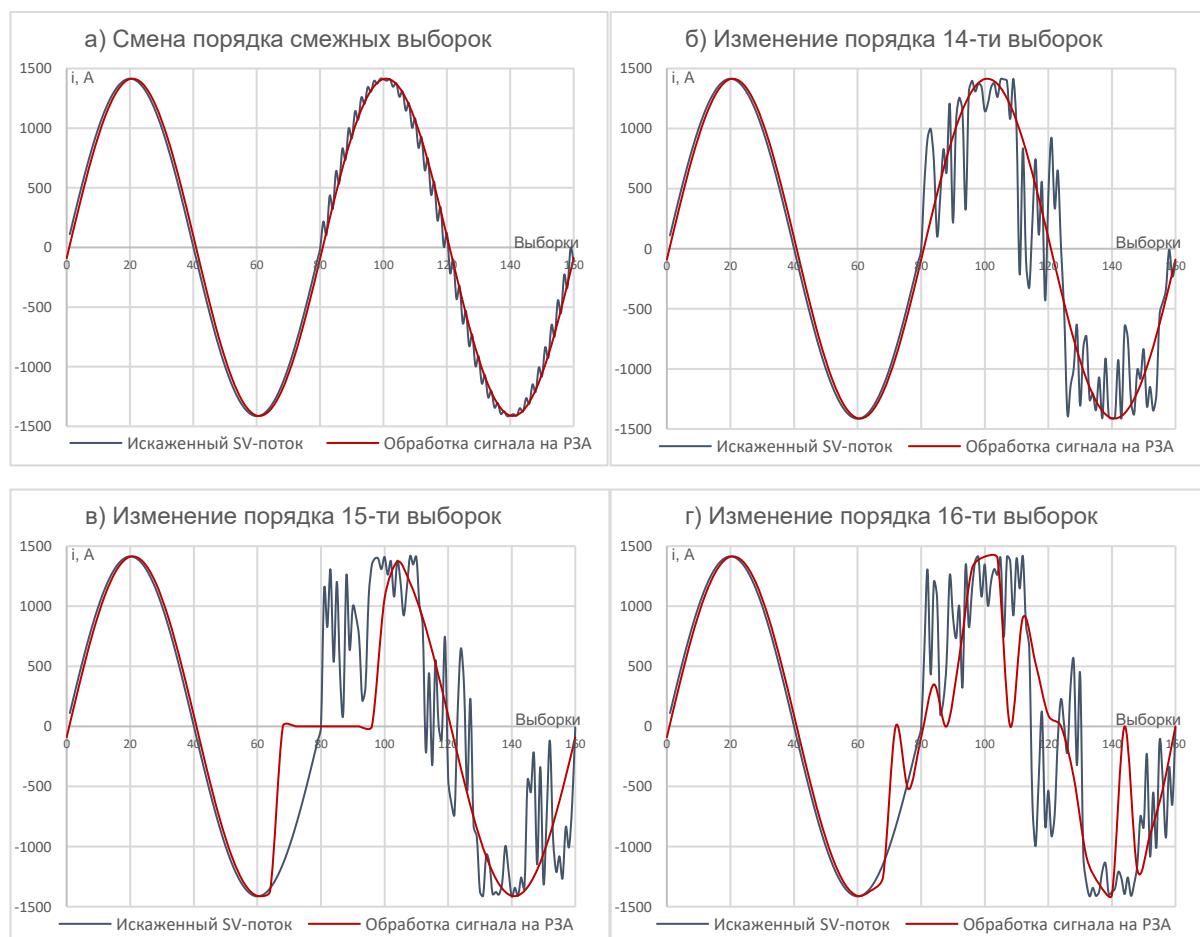 а) Смена порядка смежных выборок
1500
i, А
1000
500
0
Выборки
0 20 40 60 80 100 120 140 160
-500
-1000
-1500
Искаженный SV-поток Обработка сигнала на РЗА
б) Изменение порядка 14-ти выборок
1500
i, А
1000
500
0
Выборки
0 20 40 60 80 100 120 140 160
-500
-1000
-1500
Искаженный SV-поток Обработка сигнала на РЗА
в) Изменение порядка 15-ти выборок
1500
i, А
1000
500
0
Выборки
0 20 40 60 80 100 120 140 160
-500
-1000
-1500
Искаженный SV-поток Обработка сигнала на РЗА
г) Изменение порядка 16-ти выборок
1500
i, А
1000
500
0
Выборки
0 20 40 60 80 100 120 140 160
-500
-1000
-1500
Искаженный SV-поток Обработка сигнала на РЗА